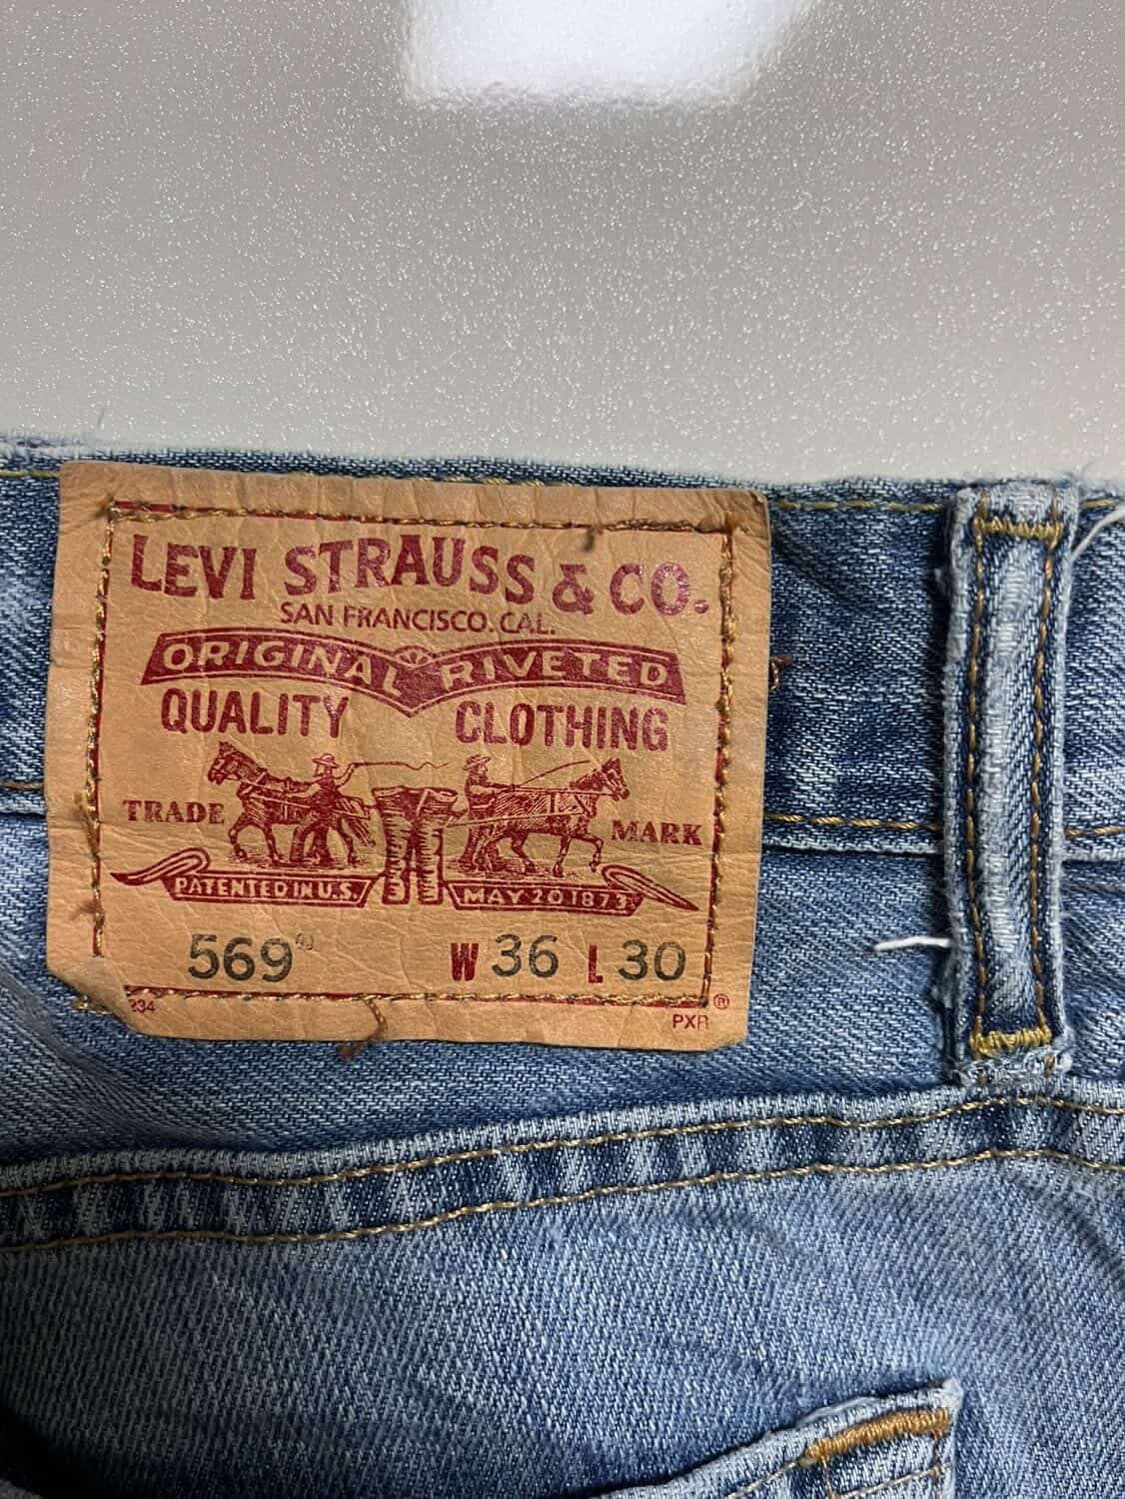 LEVI STRAUSS & CO.
SAN FRANCISCO. CAL.
ORIGINAL RIVETED
QUALITY CLOTHING
TRADE MARK
PATENTED IN U.S. MAY 20 1873
569 W 36 L 30
®